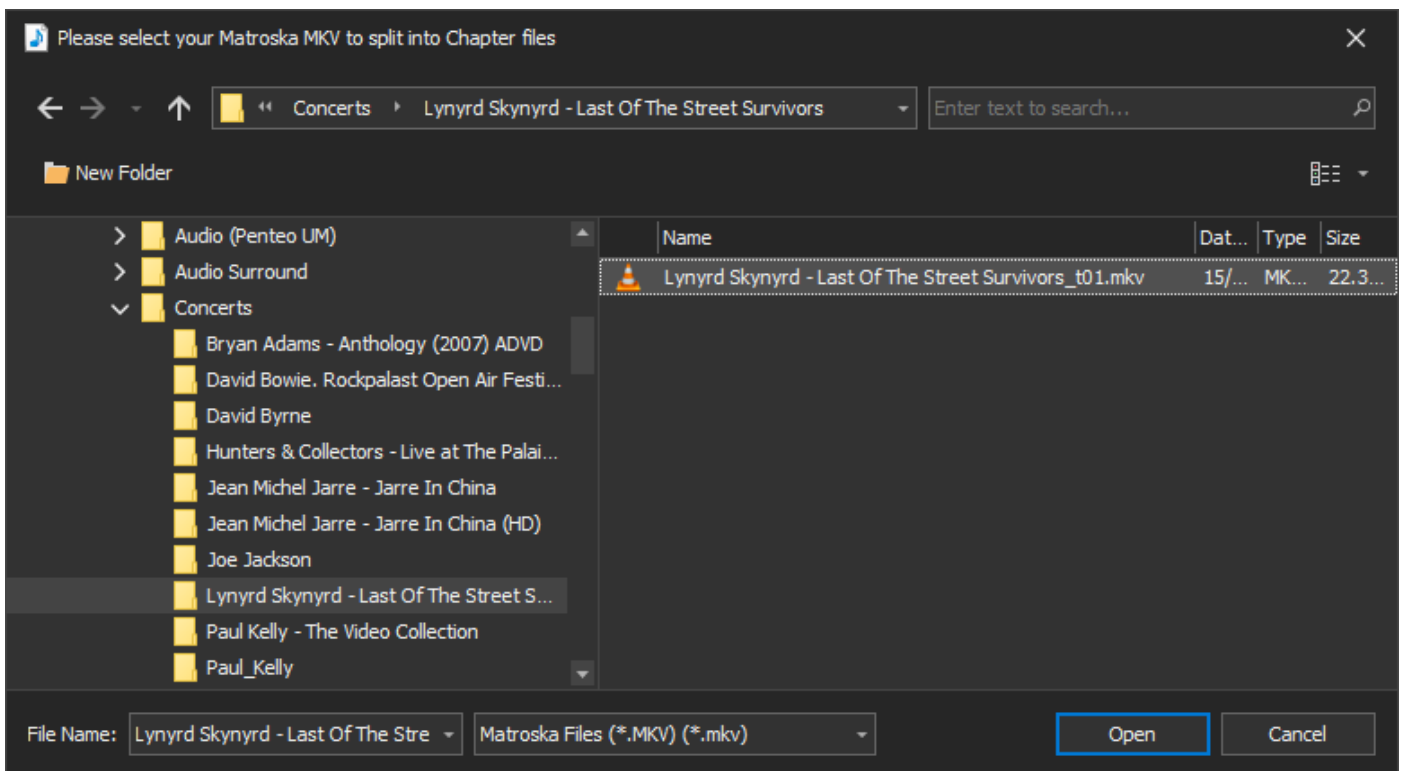 Please select your Matroska MKV to split into Chapter files
Concerts Lynyrd Skynyrd - Last Of The Street Survivors
Enter text to search...
New Folder
Audio (Penteo UM)
Audio Surround
Concerts
Bryan Adams - Anthology (2007) ADVD
David Bowie. Rockpalast Open Air Festi...
David Byrne
Hunters & Collectors - Live at The Palai...
Jean Michel Jarre - Jarre In China
Jean Michel Jarre - Jarre In China (HD)
Joe Jackson
Lynyrd Skynyrd - Last Of The Street S...
Paul Kelly - The Video Collection
Paul_Kelly
Name Dat... Type Size
Lynyrd Skynyrd - Last Of The Street Survivors_t01.mkv 15/... MK... 22.3...
File Name: Lynyrd Skynyrd - Last Of The Stre Matroska Files (*.MKV) (*.mkv) Open Cancel